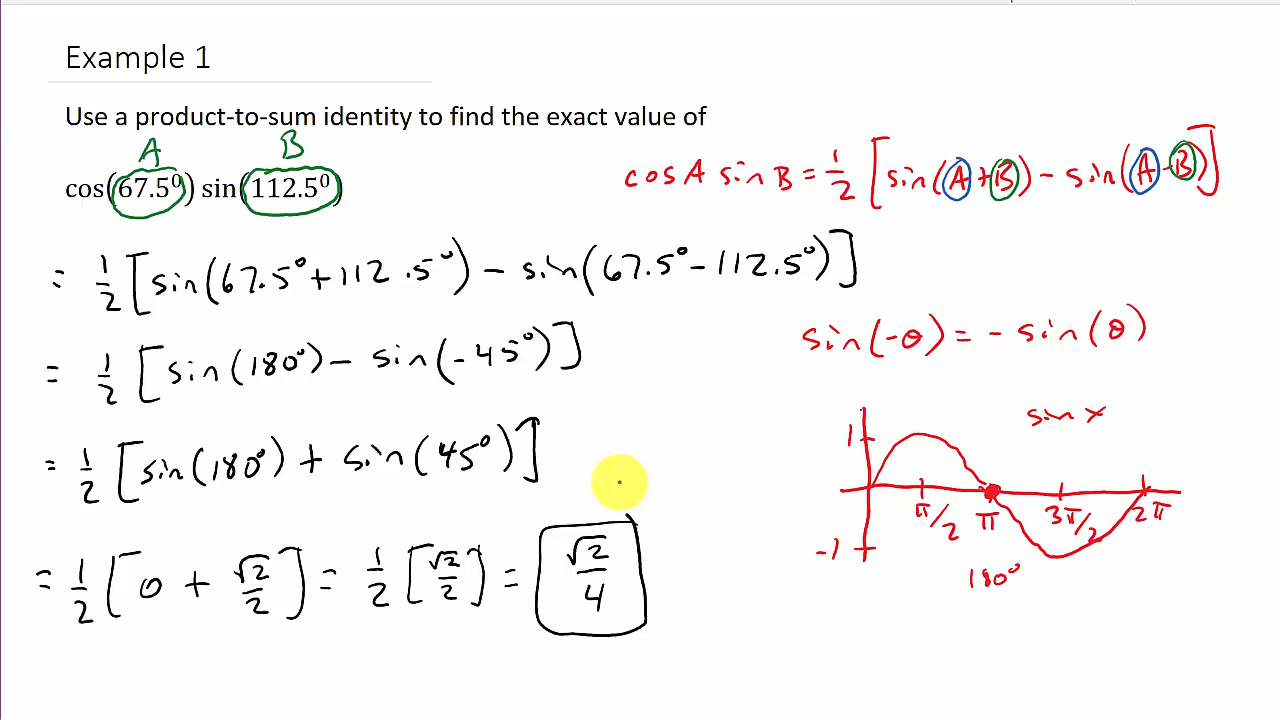 Example 1
Use a product-to-sum identity to find the exact value of
A B
cos(67.5⁰) sin(112.5⁰)
cos A sin B = 1/2 [sin(A+B) − sin(A−B)]
= 1/2 [sin(67.5° + 112.5°) − sin(67.5° − 112.5°)]
sin(−θ) = − sin(θ)
= 1/2 [sin(180°) − sin(−45°)]
= 1/2 [sin(180°) + sin(45°)]
= 1/2 [0 + √2/2] = 1/2 [√2/2] = √2/4
sin x
1
π/2 π 3π/2 2π
-1
180°